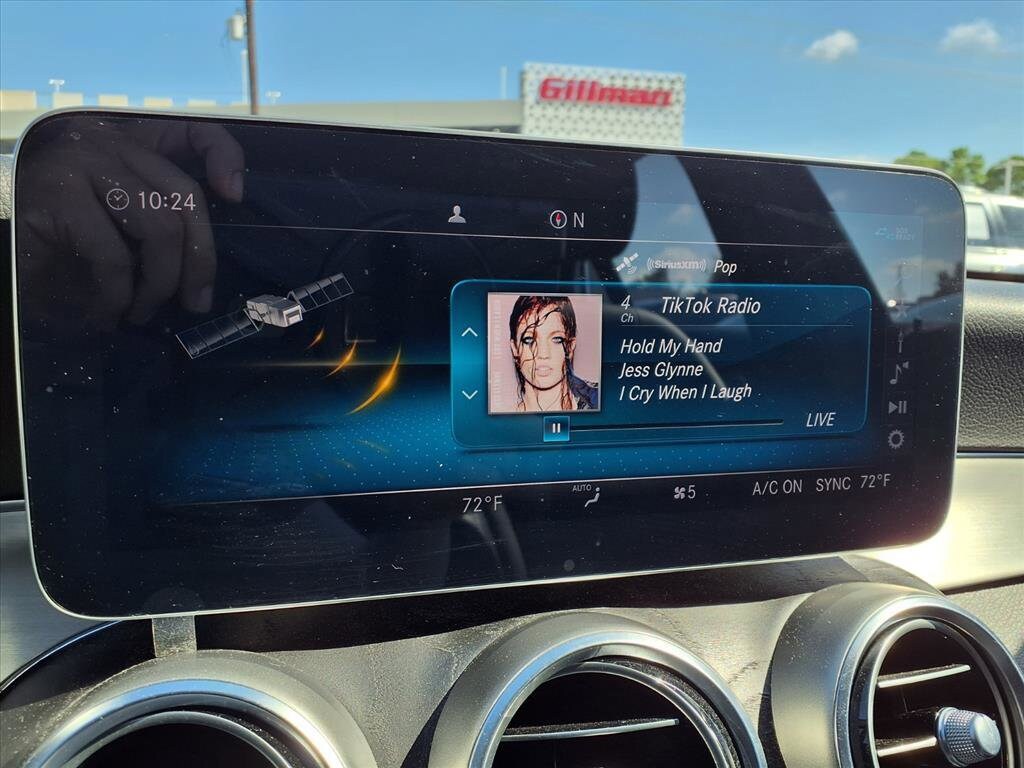 Gillman
10:24
N
SiriusXM Pop
4 TikTok Radio
Ch
Hold My Hand
Jess Glynne
I Cry When I Laugh
LIVE
72°F AUTO 5 A/C ON SYNC 72°F